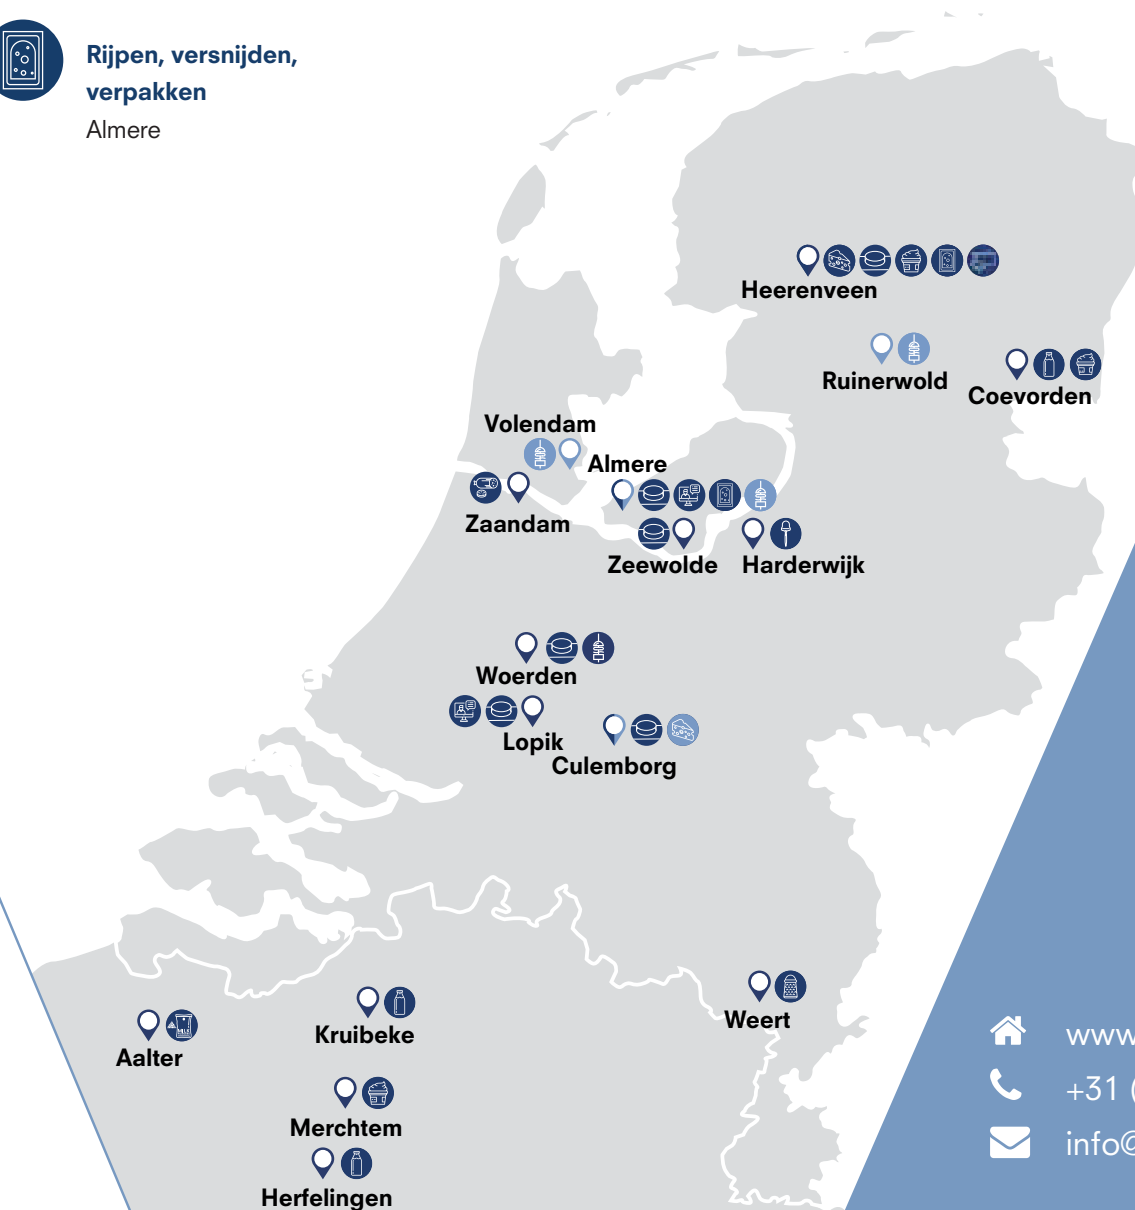 Rijpen, versnijden,
verpakken
Almere
Heerenveen
Ruinerwold
Coevorden
Volendam
Almere
Zaandam
Zeewolde
Harderwijk
Woerden
Lopik
Culemborg
Weert
Kruibeke
Aalter
Merchtem
Herfelingen
www
+31 (
info@